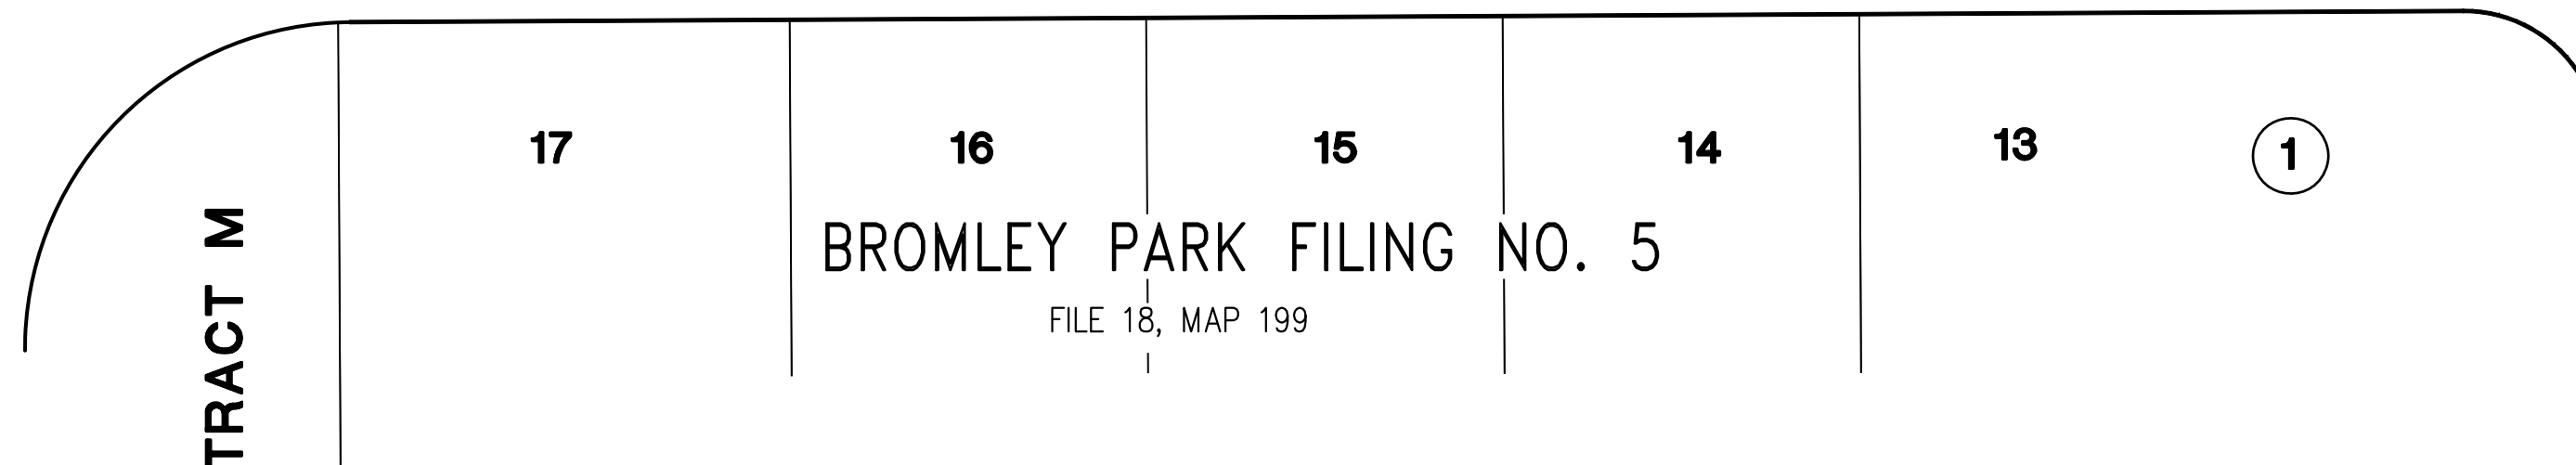 17
16
15
14
13
1
TRACT M
BROMLEY PARK FILING NO. 5
FILE 18, MAP 199